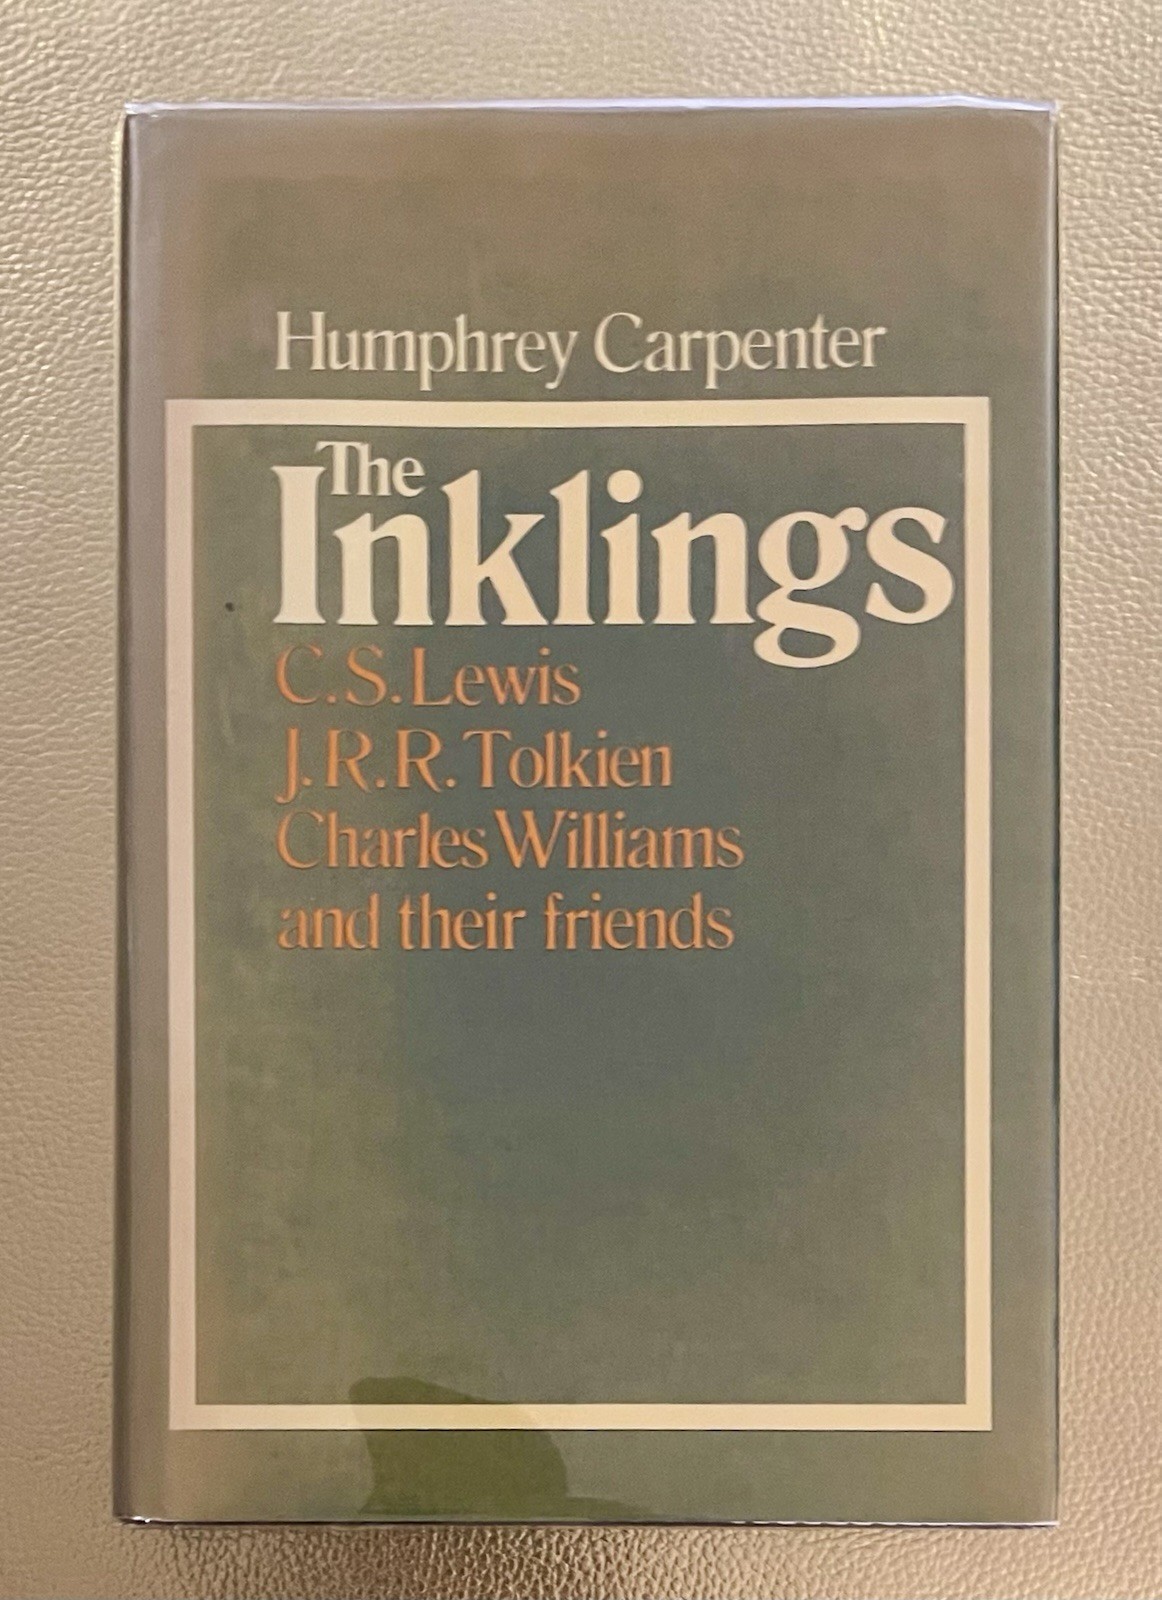 Humphrey Carpenter
The
Inklings
C.S. Lewis
J.R.R. Tolkien
Charles Williams
and their friends